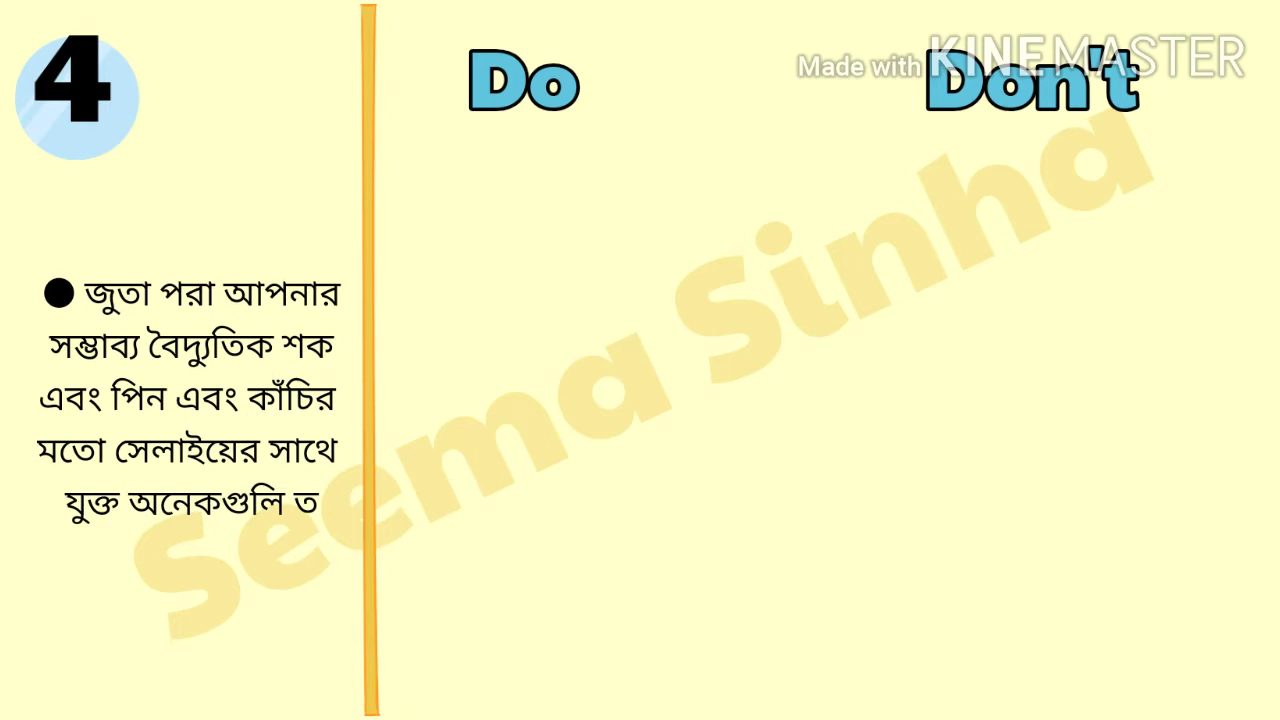 4
Do
Don't
Made with KINEMASTER
● জুতা পরা আপনার
সম্ভাব্য বৈদ্যুতিক শক
এবং পিন এবং কাঁচির
মতো সেলাইয়ের সাথে
যুক্ত অনেকগুলি ত
Seema Sinha